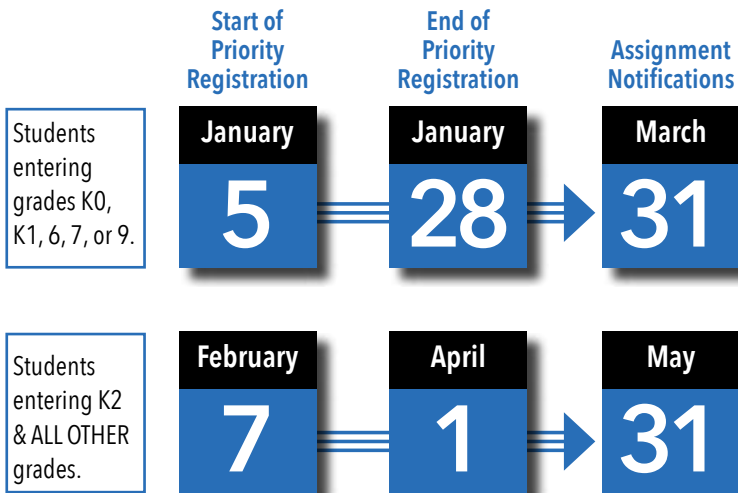 Start of
Priority
Registration
End of
Priority
Registration
Assignment
Notifications
Students
entering
grades K0,
K1, 6, 7, or 9.
January
5
January
28
March
31
Students
entering K2
& ALL OTHER
grades.
February
7
April
1
May
31